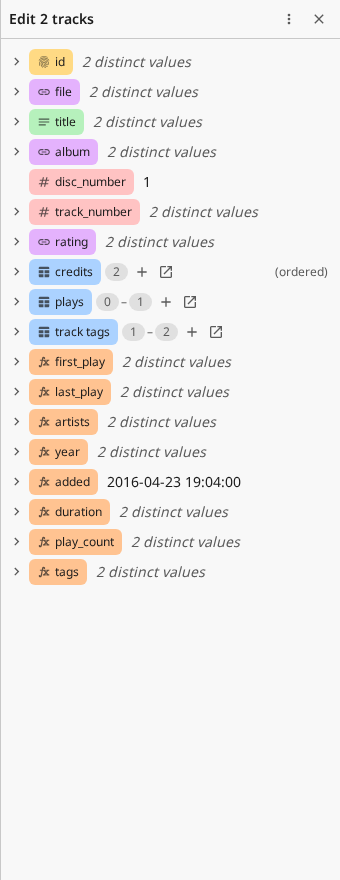 Edit 2 tracks
id 2 distinct values
file 2 distinct values
title 2 distinct values
album 2 distinct values
disc_number 1
track_number 2 distinct values
rating 2 distinct values
credits 2 + (ordered)
plays 0 – 1 +
track tags 1 – 2 +
first_play 2 distinct values
last_play 2 distinct values
artists 2 distinct values
year 2 distinct values
added 2016-04-23 19:04:00
duration 2 distinct values
play_count 2 distinct values
tags 2 distinct values